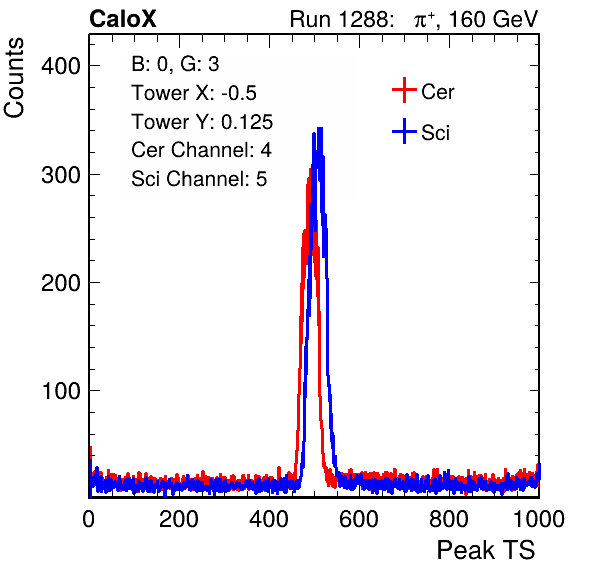 CaloX Run 1288: π⁺, 160 GeV
Counts
400
300
200
100
B: 0, G: 3
Tower X: -0.5
Tower Y: 0.125
Cer Channel: 4
Sci Channel: 5
Cer
Sci
0 200 400 600 800 1000
Peak TS